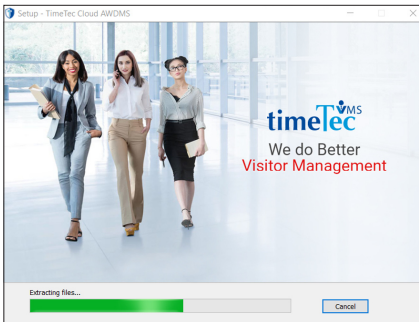 Setup - TimeTec Cloud AWDMS
timeTec VMS
We do Better
Visitor Management
Extracting files...
Cancel